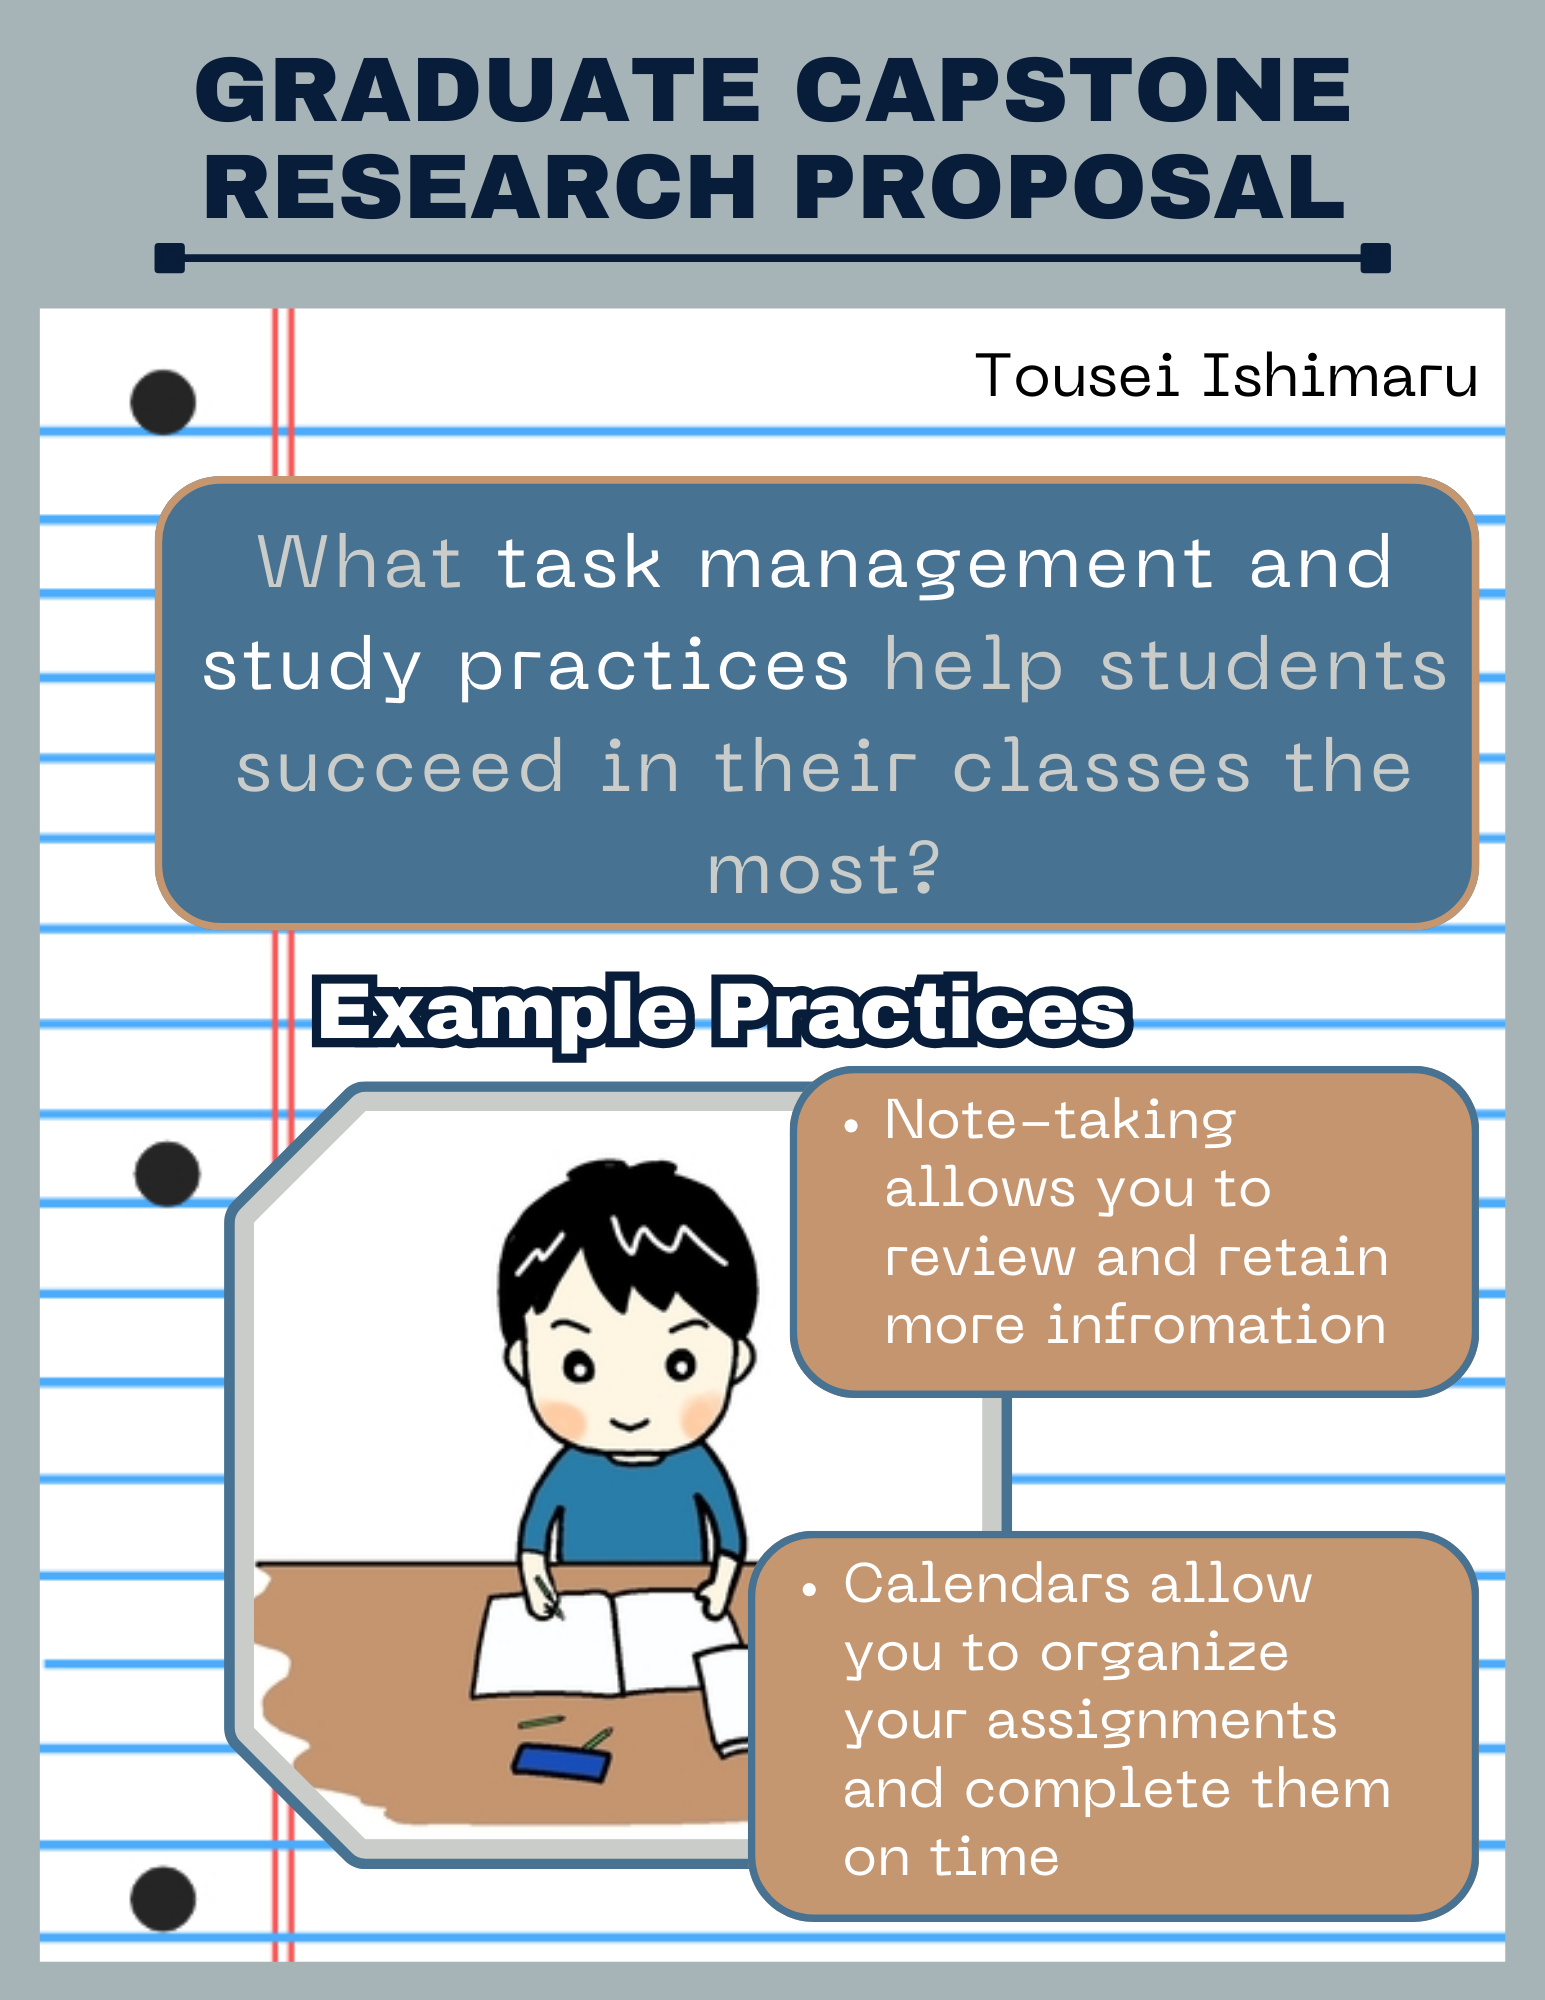 GRADUATE CAPSTONE
RESEARCH PROPOSAL
Tousei Ishimaru
What task management and
study practices help students
succeed in their classes the
most?
Example Practices
• Note-taking
allows you to
review and retain
more infromation
• Calendars allow
you to organize
your assignments
and complete them
on time